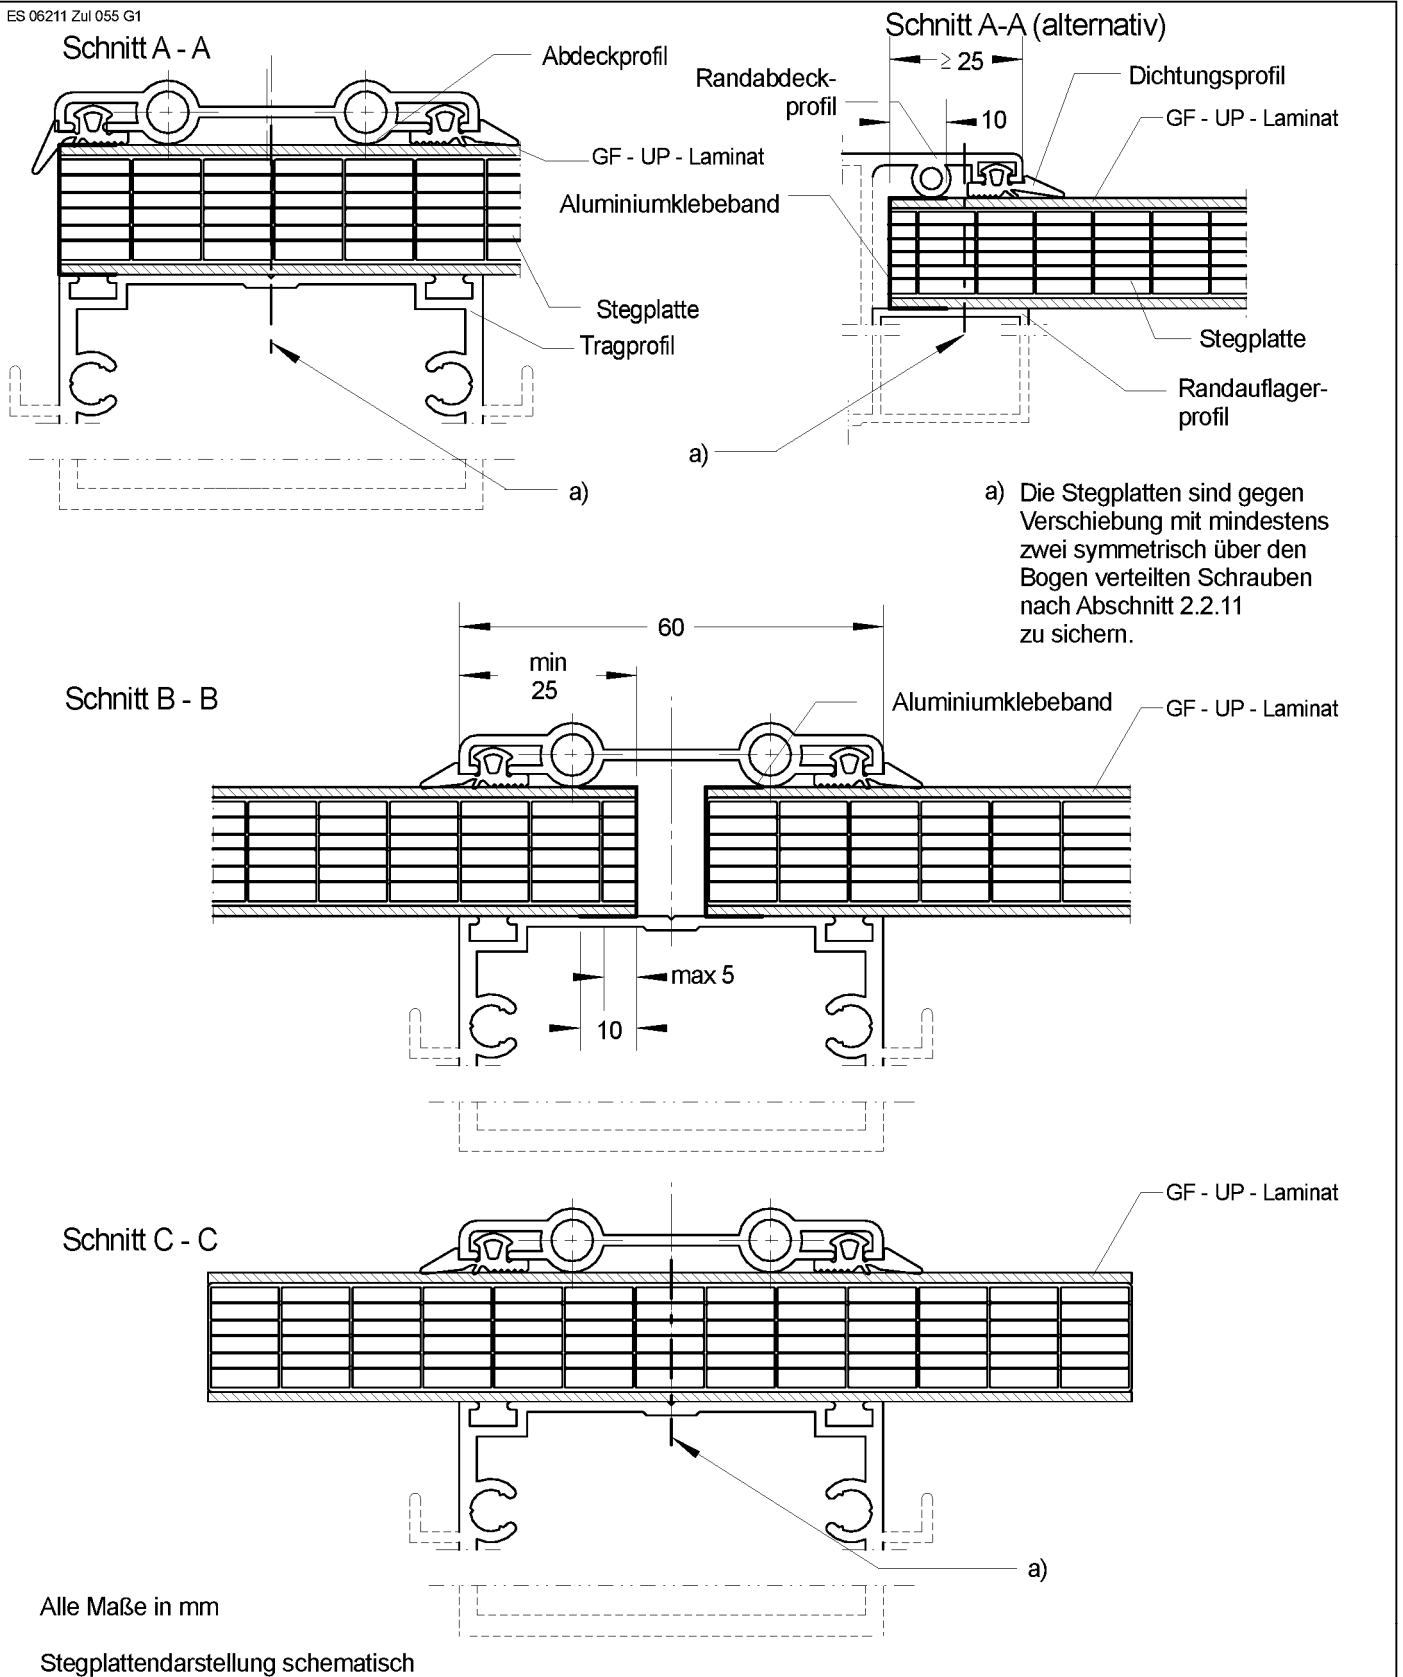 ES 06211 Zul 055 G1
Schnitt A - A
Abdeckprofil
GF - UP - Laminat
Aluminiumklebeband
Stegplatte
Tragprofil
a)
Schnitt A-A (alternativ)
≥ 25
Randabdeck-
profil
10
Dichtungsprofil
GF - UP - Laminat
Stegplatte
Randauflager-
profil
a)
a) Die Stegplatten sind gegen
Verschiebung mit mindestens
zwei symmetrisch über den
Bogen verteilten Schrauben
nach Abschnitt 2.2.11
zu sichern.
Schnitt B - B
60
min
25
Aluminiumklebeband
GF - UP - Laminat
max 5
10
Schnitt C - C
GF - UP - Laminat
a)
Alle Maße in mm
Stegplattendarstellung schematisch